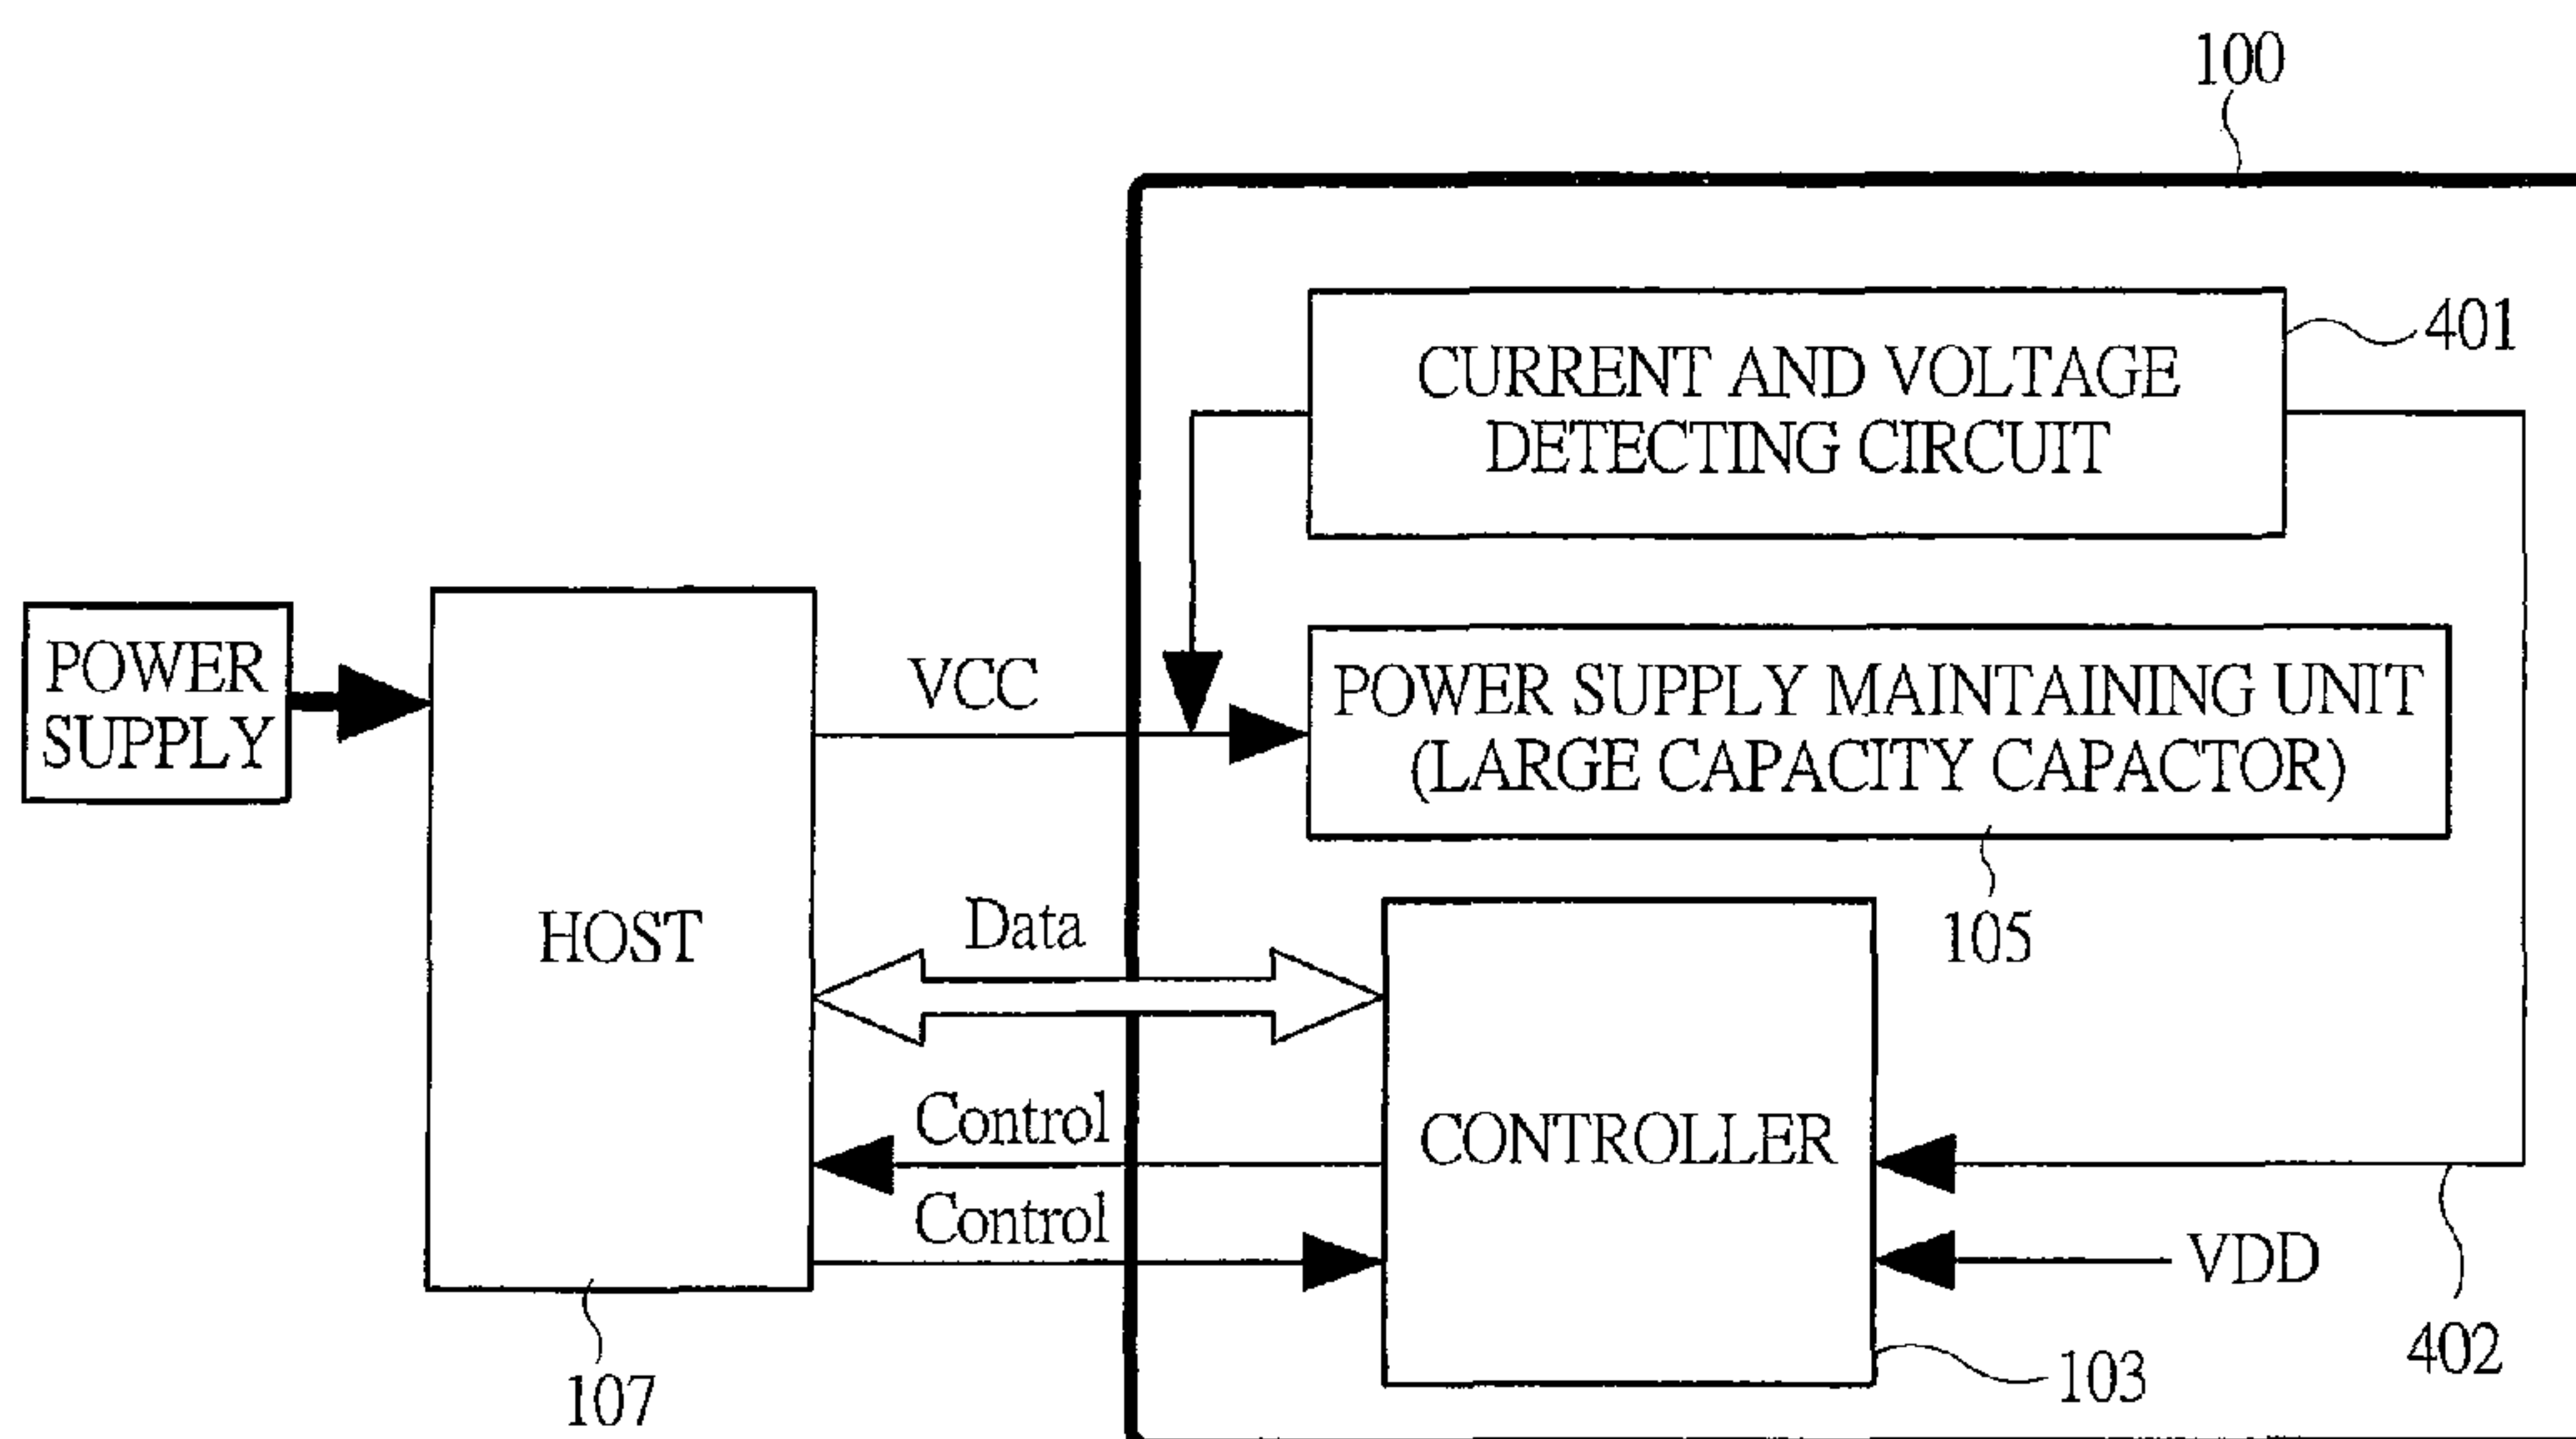 100
CURRENT AND VOLTAGE
DETECTING CIRCUIT
401
POWER
SUPPLY
VCC
POWER SUPPLY MAINTAINING UNIT
(LARGE CAPACITY CAPACTOR)
105
HOST
Data
Control
Control
CONTROLLER
VDD
402
103
107